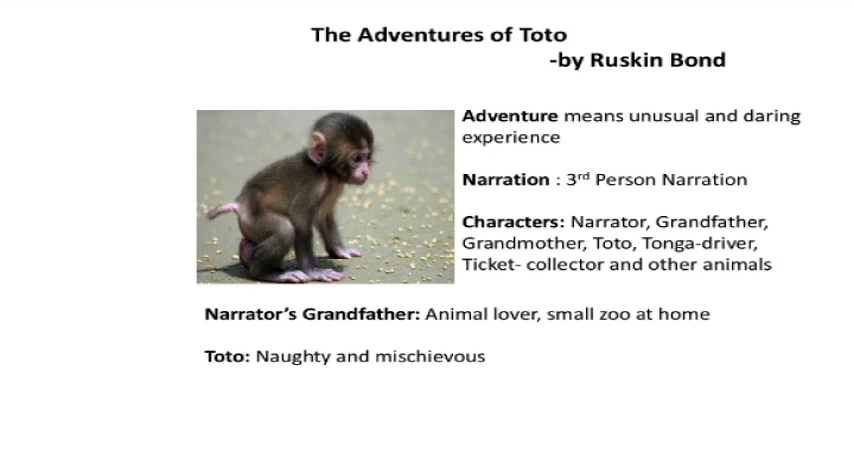 The Adventures of Toto
-by Ruskin Bond
Adventure means unusual and daring
experience
Narration : 3rd Person Narration
Characters: Narrator, Grandfather,
Grandmother, Toto, Tonga-driver,
Ticket- collector and other animals
Narrator's Grandfather: Animal lover, small zoo at home
Toto: Naughty and mischievous